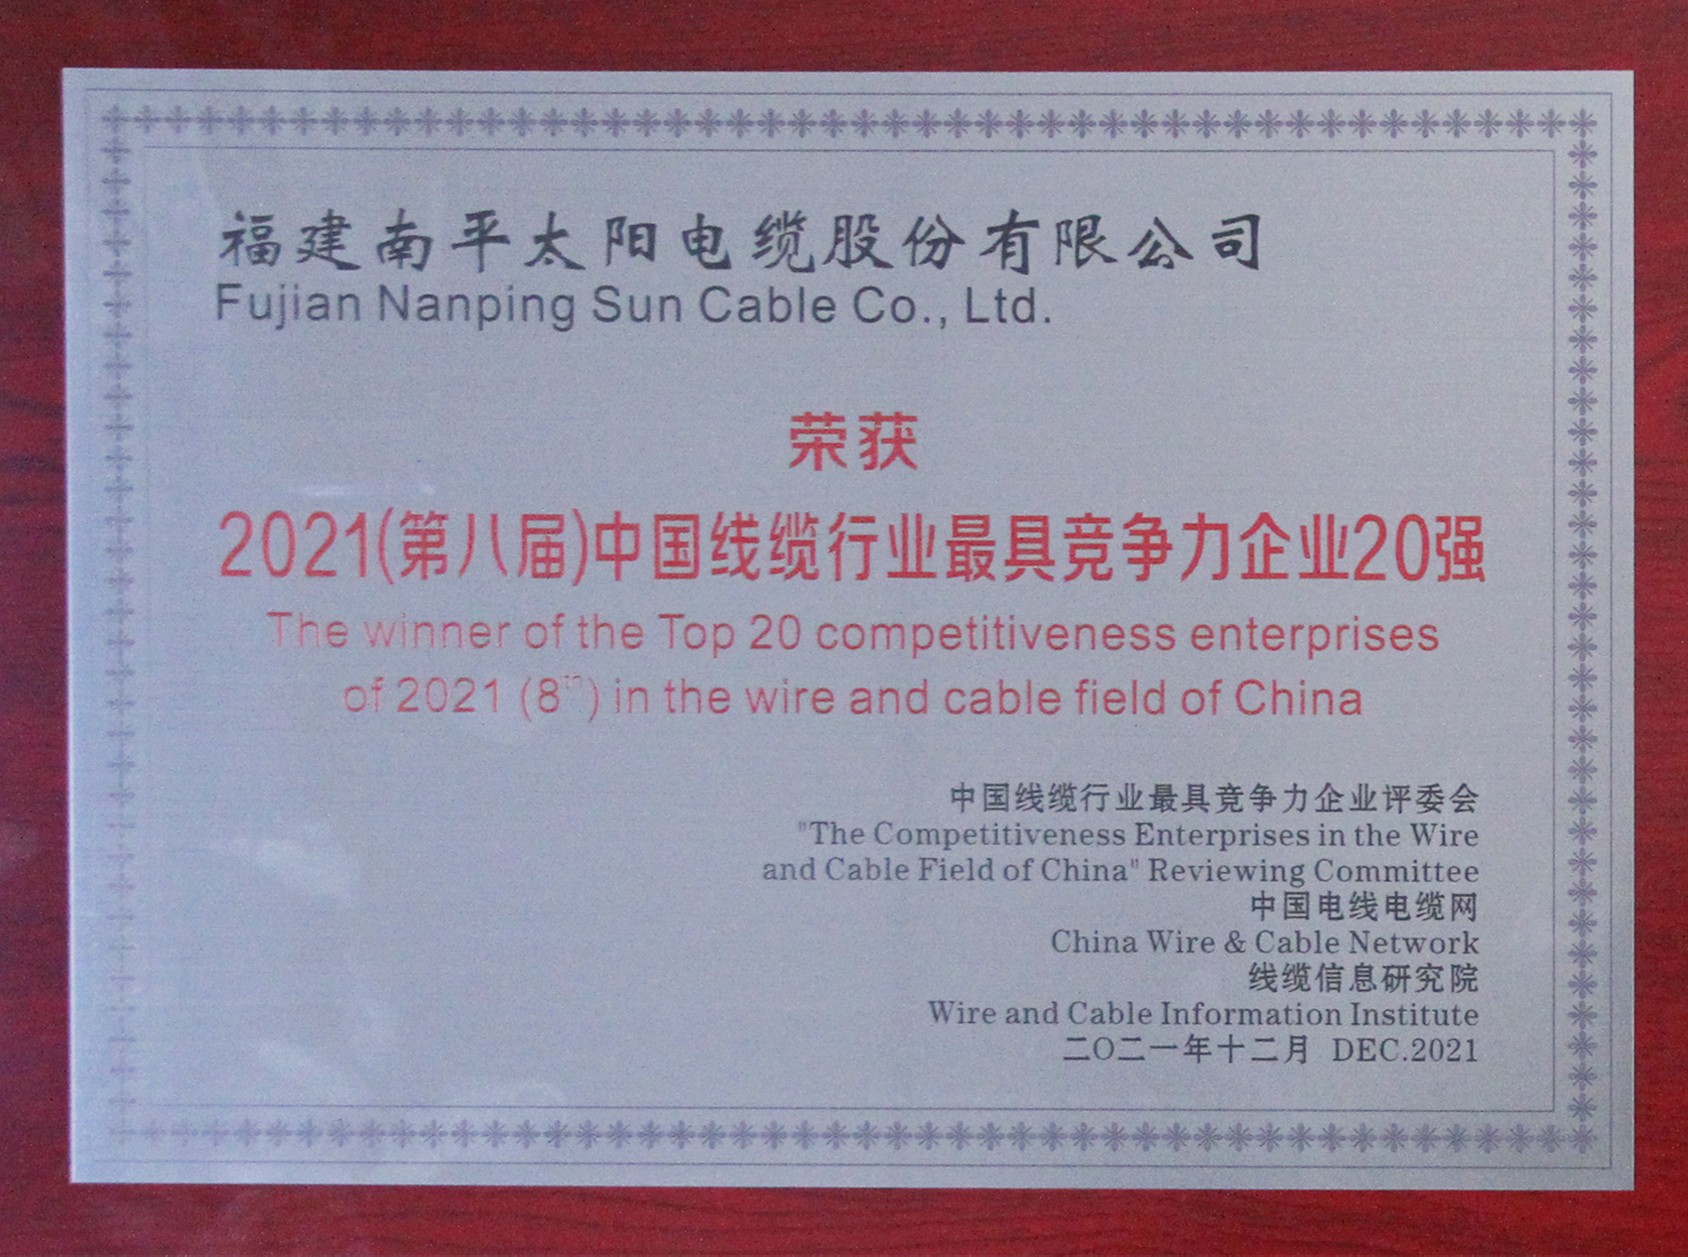 福建南平太阳电缆股份有限公司
Fujian Nanping Sun Cable Co., Ltd.
荣获
2021(第八届)中国线缆行业最具竞争力企业20强
The winner of the Top 20 competitiveness enterprises
of 2021 (8th) in the wire and cable field of China
中国线缆行业最具竞争力企业评委会
"The Competitiveness Enterprises in the Wire
and Cable Field of China" Reviewing Committee
中国电线电缆网
China Wire & Cable Network
线缆信息研究院
Wire and Cable Information Institute
二〇二一年十二月 DEC.2021